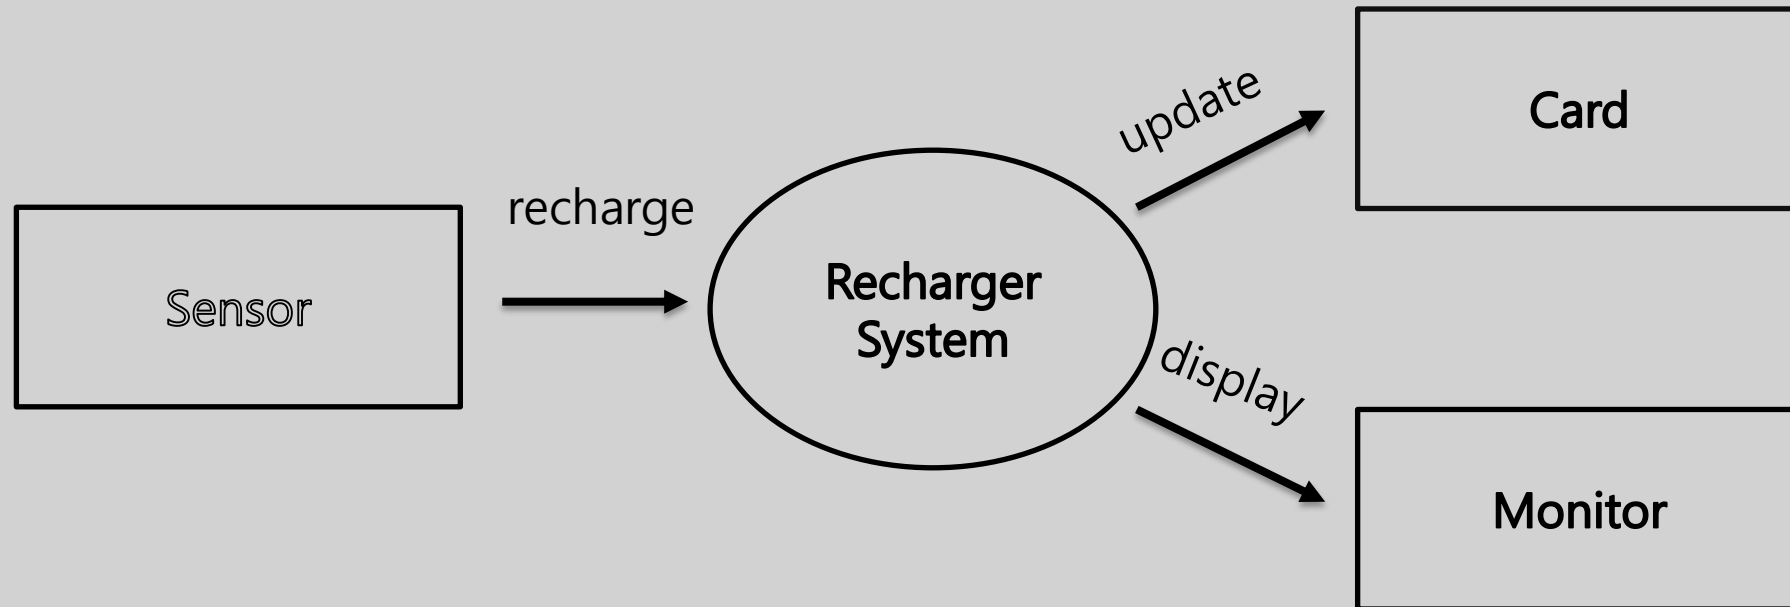 Sensor
recharge
Recharger
System
update
Card
display
Monitor